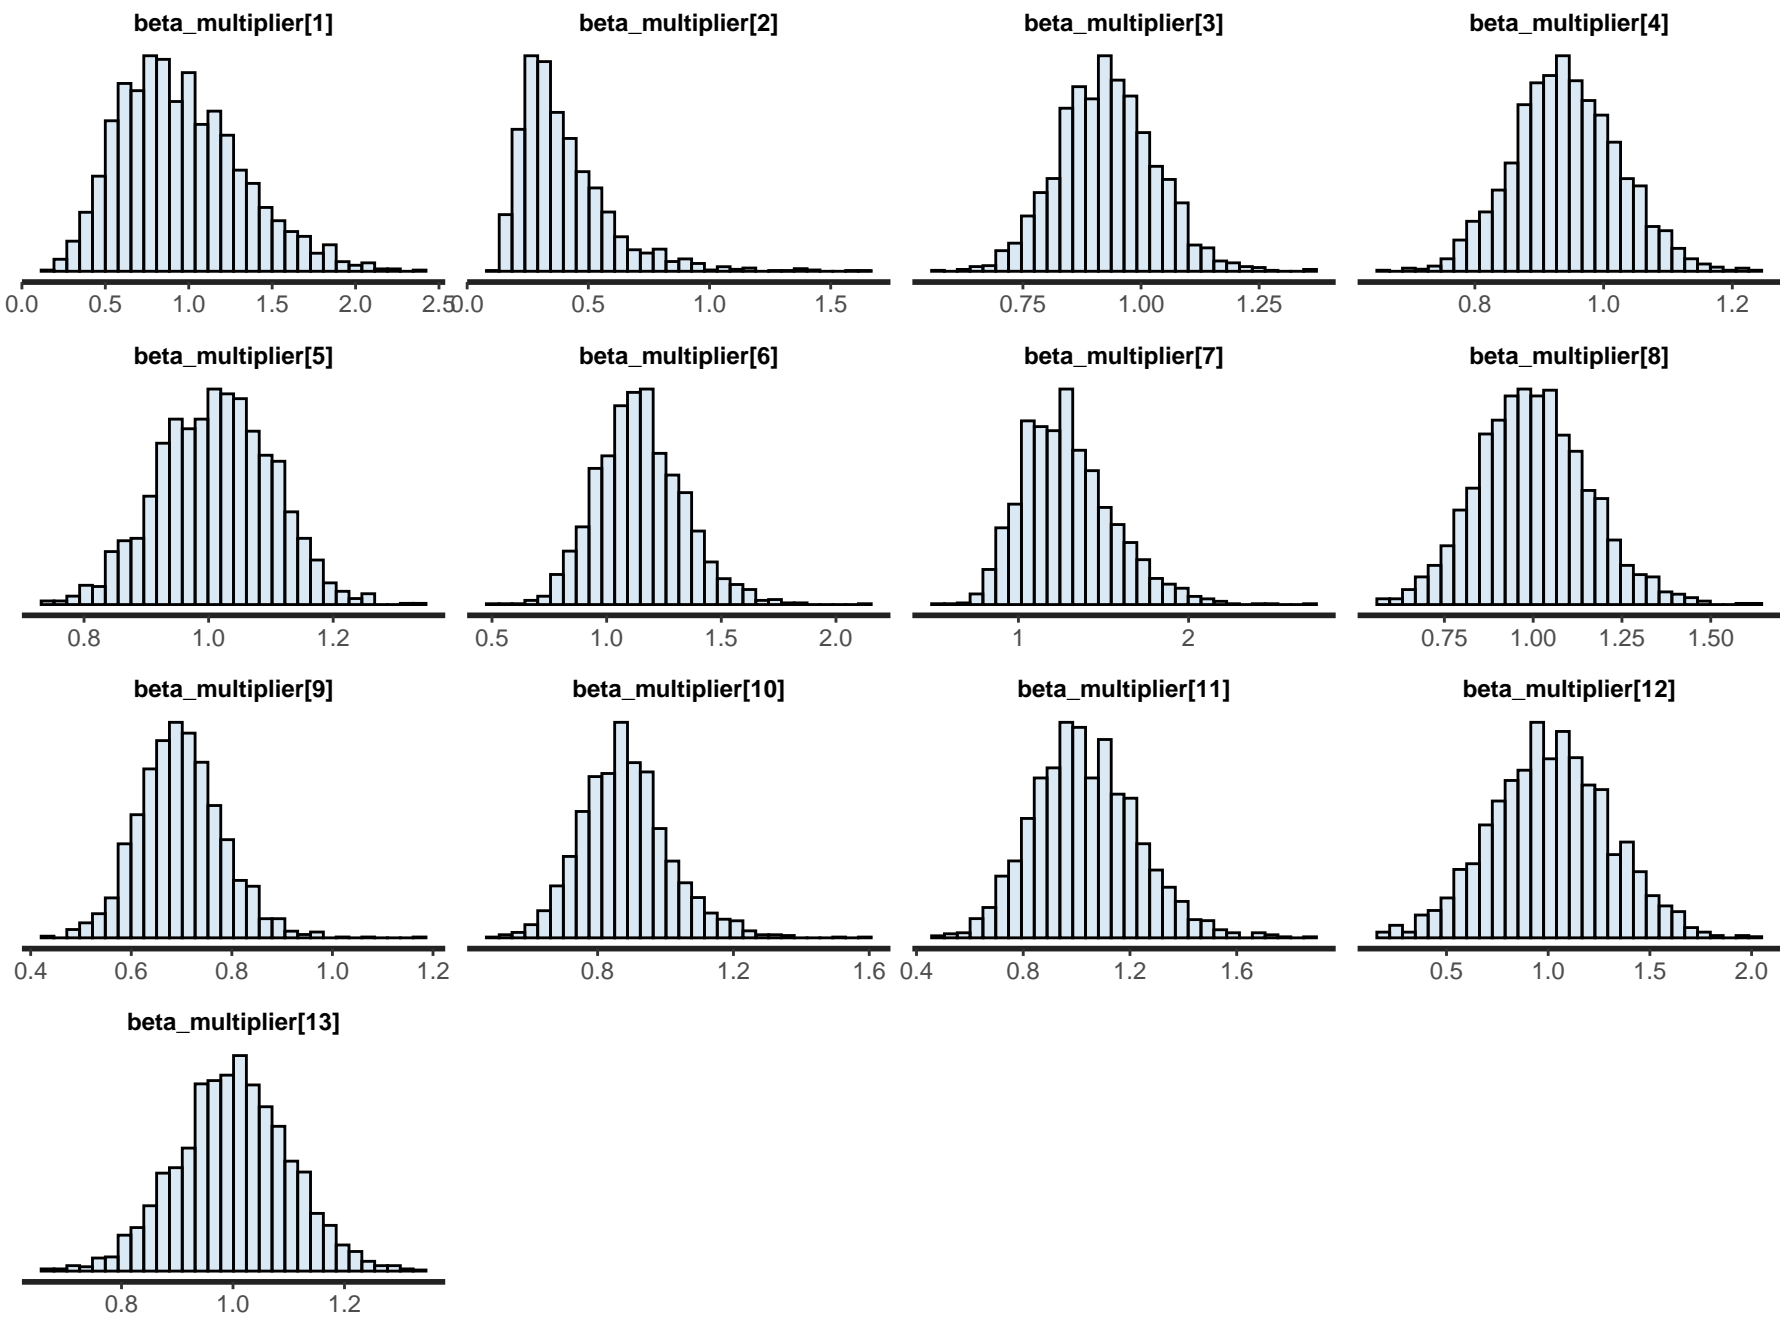 beta_multiplier[1] beta_multiplier[2] beta_multiplier[3] beta_multiplier[4]
0.0 0.5 1.0 1.5 2.0 2.5 0.0 0.5 1.0 1.5 0.75 1.00 1.25 0.8 1.0 1.2
beta_multiplier[5] beta_multiplier[6] beta_multiplier[7] beta_multiplier[8]
0.8 1.0 1.2 0.5 1.0 1.5 2.0 1 2 0.75 1.00 1.25 1.50
beta_multiplier[9] beta_multiplier[10] beta_multiplier[11] beta_multiplier[12]
0.4 0.6 0.8 1.0 1.2 0.8 1.2 1.6 0.4 0.8 1.2 1.6 0.5 1.0 1.5 2.0
beta_multiplier[13]
0.8 1.0 1.2